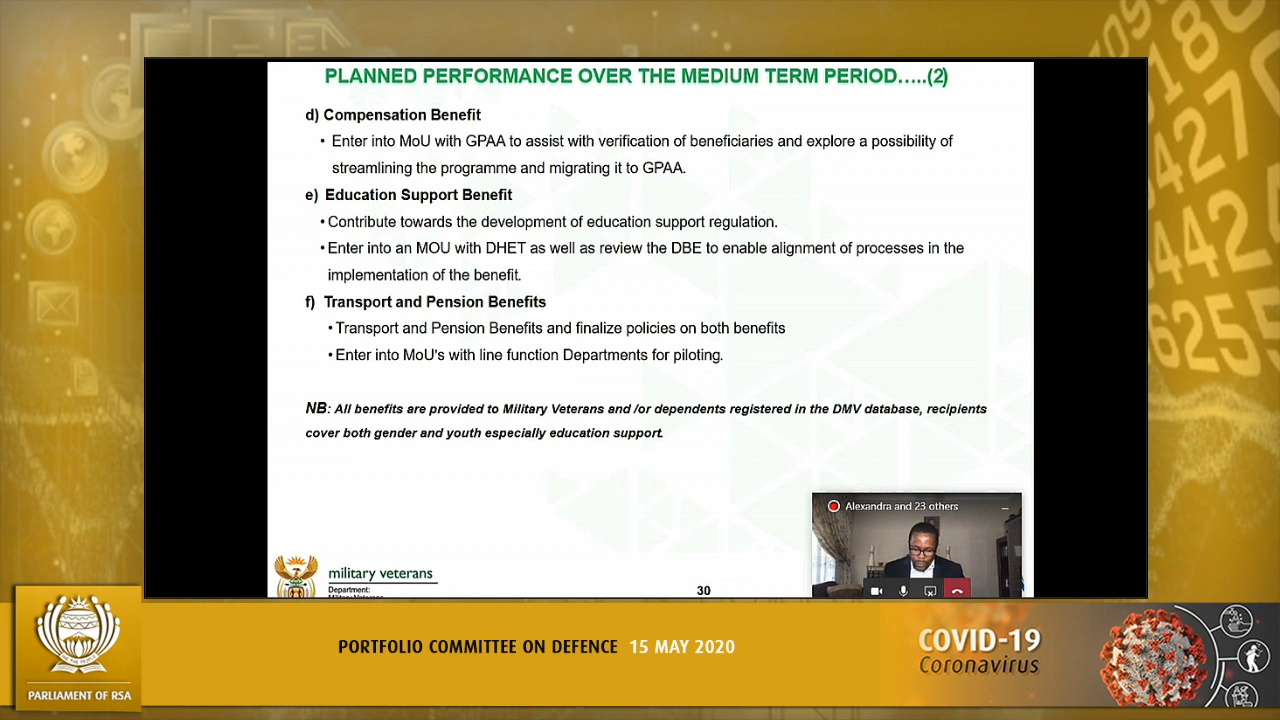 PLANNED PERFORMANCE OVER THE MEDIUM TERM PERIOD…..(2)
d) Compensation Benefit
• Enter into MoU with GPAA to assist with verification of beneficiaries and explore a possibility of
streamlining the programme and migrating it to GPAA.
e) Education Support Benefit
• Contribute towards the development of education support regulation.
• Enter into an MOU with DHET as well as review the DBE to enable alignment of processes in the
implementation of the benefit.
f) Transport and Pension Benefits
• Transport and Pension Benefits and finalize policies on both benefits
• Enter into MoU's with line function Departments for piloting.
NB: All benefits are provided to Military Veterans and /or dependents registered in the DMV database, recipients
cover both gender and youth especially education support.
Alexandra and 23 others
military veterans
Department:
30
PORTFOLIO COMMITTEE ON DEFENCE 15 MAY 2020
COVID-19
Coronavirus
PARLIAMENT OF RSA